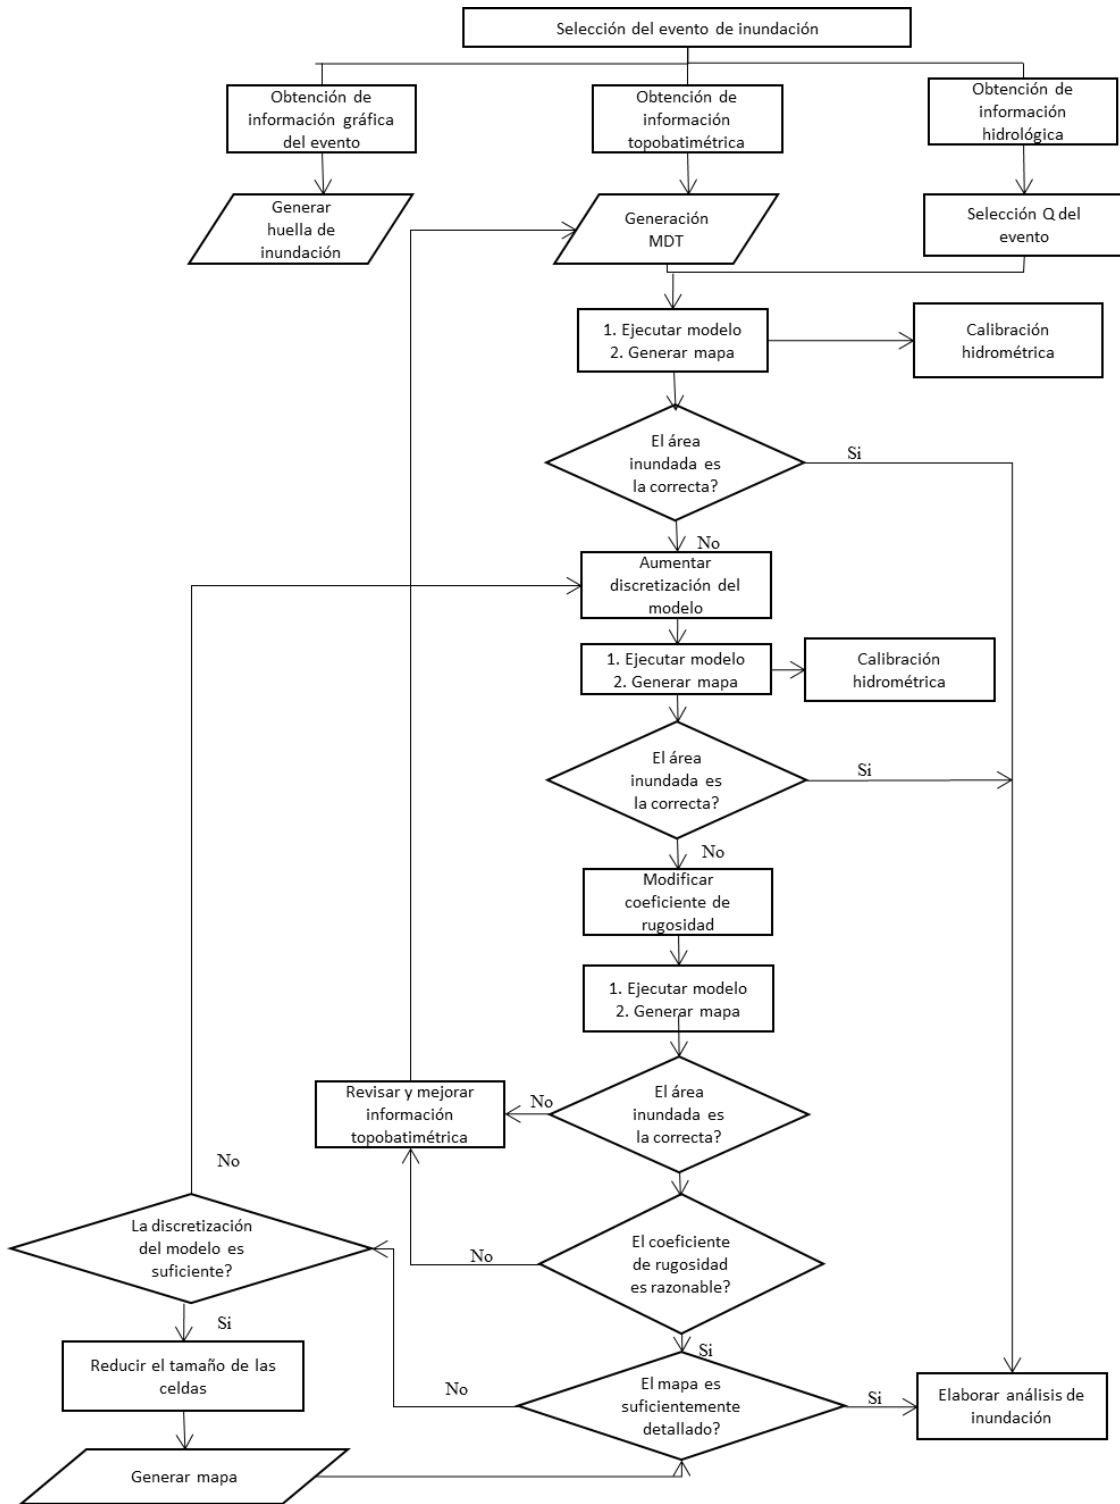 Selección del evento de inundación
Obtención de
información gráfica
del evento
Obtención de
información
topobatimétrica
Obtención de
información
hidrológica
Generar
huella de
inundación
Generación
MDT
Selección Q del
evento
1. Ejecutar modelo
2. Generar mapa
Calibración
hidrométrica
El área
inundada es
la correcta?
Si
No
Aumentar
discretización del
modelo
1. Ejecutar modelo
2. Generar mapa
Calibración
hidrométrica
El área
inundada es
la correcta?
Si
No
Modificar
coeficiente de
rugosidad
1. Ejecutar modelo
2. Generar mapa
Revisar y mejorar
información
topobatimétrica
No
El área
inundada es
la correcta?
No
La discretización
del modelo es
suficiente?
No
El coeficiente
de rugosidad
es razonable?
Si
Si
Reducir el tamaño de las
celdas
No
El mapa es
suficientemente
detallado?
Si
Elaborar análisis de
inundación
Generar mapa